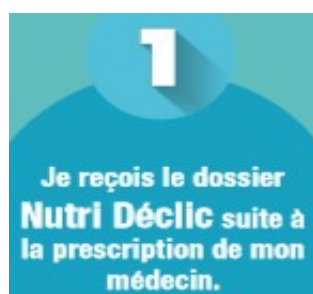 1
Je reçois le dossier
Nutri Déclic suite à
la prescription de mon
médecin.